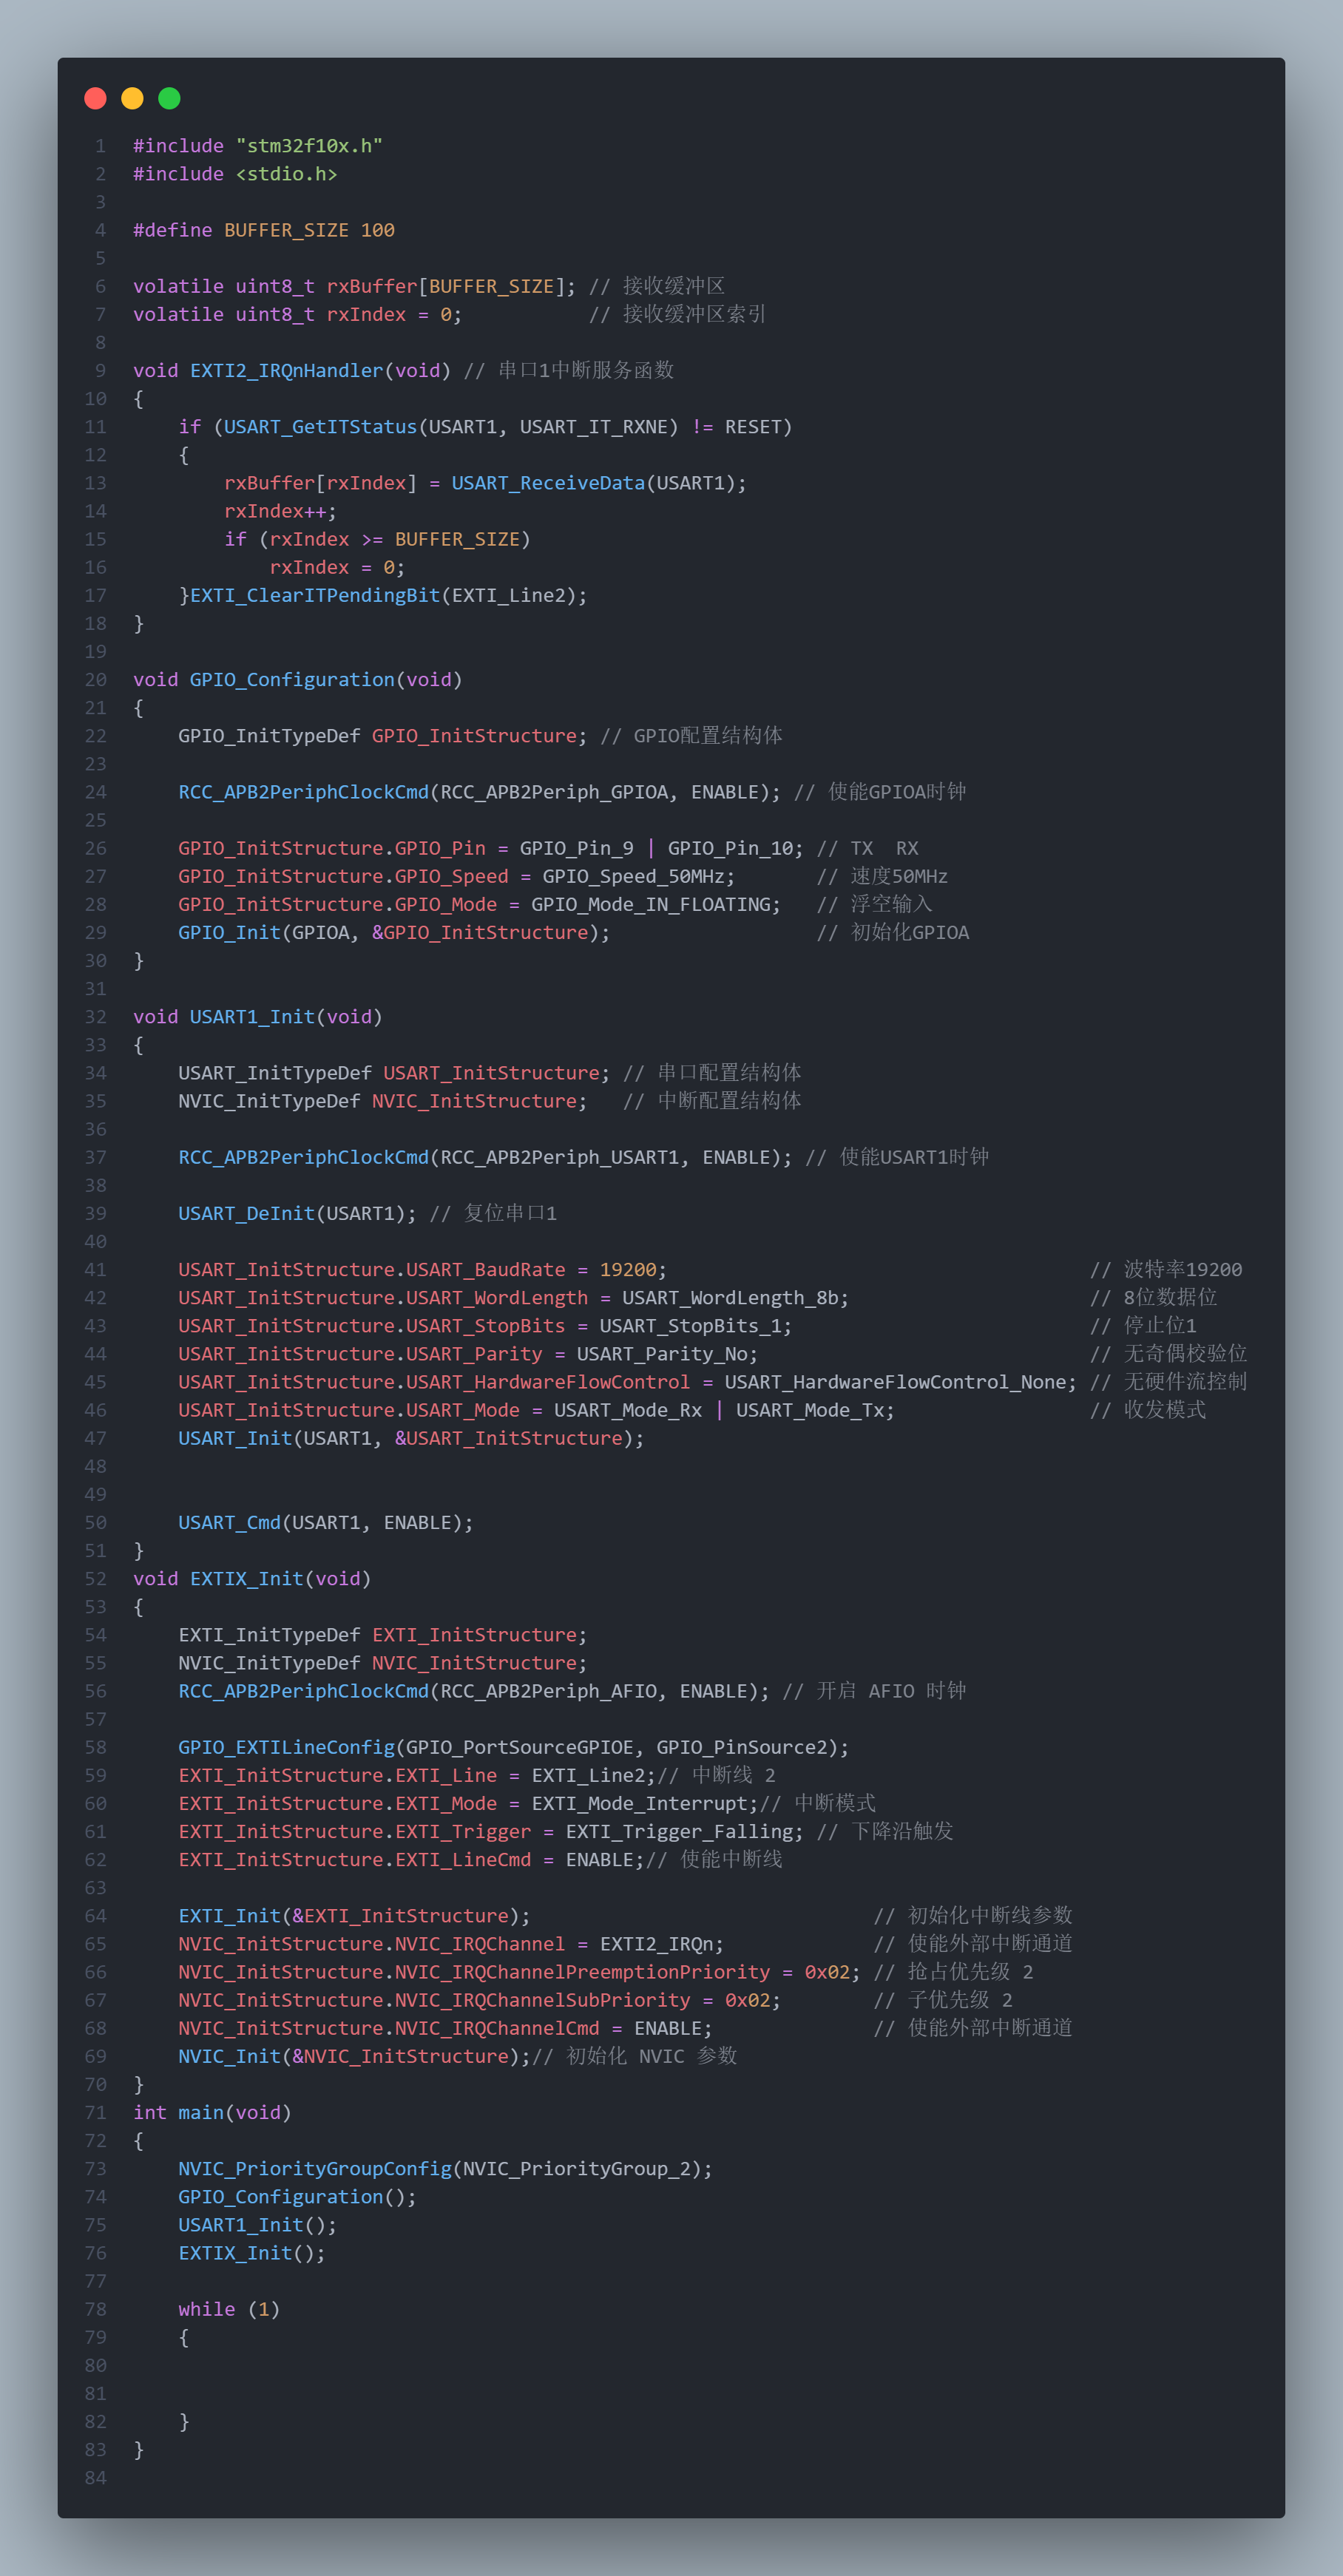 1 #include "stm32f10x.h"
2 #include <stdio.h>
3
4 #define BUFFER_SIZE 100
5
6 volatile uint8_t rxBuffer[BUFFER_SIZE]; // 接收缓冲区
7 volatile uint8_t rxIndex = 0;           // 接收缓冲区索引
8
9 void EXTI2_IRQnHandler(void) // 串口1中断服务函数
10 {
11     if (USART_GetITStatus(USART1, USART_IT_RXNE) != RESET)
12     {
13         rxBuffer[rxIndex] = USART_ReceiveData(USART1);
14         rxIndex++;
15         if (rxIndex >= BUFFER_SIZE)
16             rxIndex = 0;
17     }EXTI_ClearITPendingBit(EXTI_Line2);
18 }
19
20 void GPIO_Configuration(void)
21 {
22     GPIO_InitTypeDef GPIO_InitStructure; // GPIO配置结构体
23
24     RCC_APB2PeriphClockCmd(RCC_APB2Periph_GPIOA, ENABLE); // 使能GPIOA时钟
25
26     GPIO_InitStructure.GPIO_Pin = GPIO_Pin_9 | GPIO_Pin_10; // TX  RX
27     GPIO_InitStructure.GPIO_Speed = GPIO_Speed_50MHz;       // 速度50MHz
28     GPIO_InitStructure.GPIO_Mode = GPIO_Mode_IN_FLOATING;   // 浮空输入
29     GPIO_Init(GPIOA, &GPIO_InitStructure);                  // 初始化GPIOA
30 }
31
32 void USART1_Init(void)
33 {
34     USART_InitTypeDef USART_InitStructure; // 串口配置结构体
35     NVIC_InitTypeDef NVIC_InitStructure;   // 中断配置结构体
36
37     RCC_APB2PeriphClockCmd(RCC_APB2Periph_USART1, ENABLE); // 使能USART1时钟
38
39     USART_DeInit(USART1); // 复位串口1
40
41     USART_InitStructure.USART_BaudRate = 19200;                                     // 波特率19200
42     USART_InitStructure.USART_WordLength = USART_WordLength_8b;                     // 8位数据位
43     USART_InitStructure.USART_StopBits = USART_StopBits_1;                          // 停止位1
44     USART_InitStructure.USART_Parity = USART_Parity_No;                             // 无奇偶校验位
45     USART_InitStructure.USART_HardwareFlowControl = USART_HardwareFlowControl_None; // 无硬件流控制
46     USART_InitStructure.USART_Mode = USART_Mode_Rx | USART_Mode_Tx;                 // 收发模式
47     USART_Init(USART1, &USART_InitStructure);
48
49
50     USART_Cmd(USART1, ENABLE);
51 }
52 void EXTIX_Init(void)
53 {
54     EXTI_InitTypeDef EXTI_InitStructure;
55     NVIC_InitTypeDef NVIC_InitStructure;
56     RCC_APB2PeriphClockCmd(RCC_APB2Periph_AFIO, ENABLE); // 开启 AFIO 时钟
57
58     GPIO_EXTILineConfig(GPIO_PortSourceGPIOE, GPIO_PinSource2);
59     EXTI_InitStructure.EXTI_Line = EXTI_Line2;// 中断线 2
60     EXTI_InitStructure.EXTI_Mode = EXTI_Mode_Interrupt;// 中断模式
61     EXTI_InitStructure.EXTI_Trigger = EXTI_Trigger_Falling; // 下降沿触发
62     EXTI_InitStructure.EXTI_LineCmd = ENABLE;// 使能中断线
63
64     EXTI_Init(&EXTI_InitStructure);                              // 初始化中断线参数
65     NVIC_InitStructure.NVIC_IRQChannel = EXTI2_IRQn;             // 使能外部中断通道
66     NVIC_InitStructure.NVIC_IRQChannelPreemptionPriority = 0x02; // 抢占优先级 2
67     NVIC_InitStructure.NVIC_IRQChannelSubPriority = 0x02;        // 子优先级 2
68     NVIC_InitStructure.NVIC_IRQChannelCmd = ENABLE;              // 使能外部中断通道
69     NVIC_Init(&NVIC_InitStructure);// 初始化 NVIC 参数
70 }
71 int main(void)
72 {
73     NVIC_PriorityGroupConfig(NVIC_PriorityGroup_2);
74     GPIO_Configuration();
75     USART1_Init();
76     EXTIX_Init();
77
78     while (1)
79     {
80
81
82     }
83 }
84